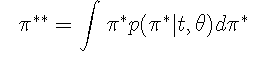 π** = ∫ π*p(π*|t, θ)dπ*